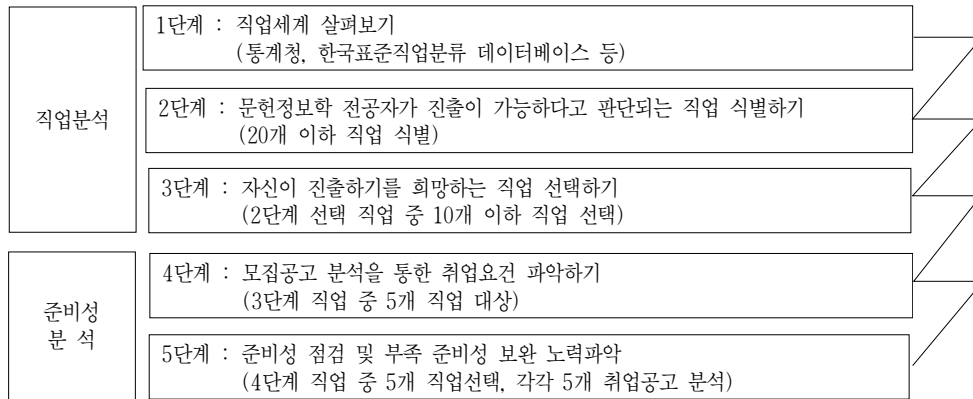 직업분석
1단계 : 직업세계 살펴보기
(통계청, 한국표준직업분류 데이터베이스 등)
2단계 : 문헌정보학 전공자가 진출이 가능하다고 판단되는 직업 식별하기
(20개 이하 직업 식별)
3단계 : 자신이 진출하기를 희망하는 직업 선택하기
(2단계 선택 직업 중 10개 이하 직업 선택)
준비성
분 석
4단계 : 모집공고 분석을 통한 취업요건 파악하기
(3단계 직업 중 5개 직업 대상)
5단계 : 준비성 점검 및 부족 준비성 보완 노력파악
(4단계 직업 중 5개 직업선택, 각각 5개 취업공고 분석)